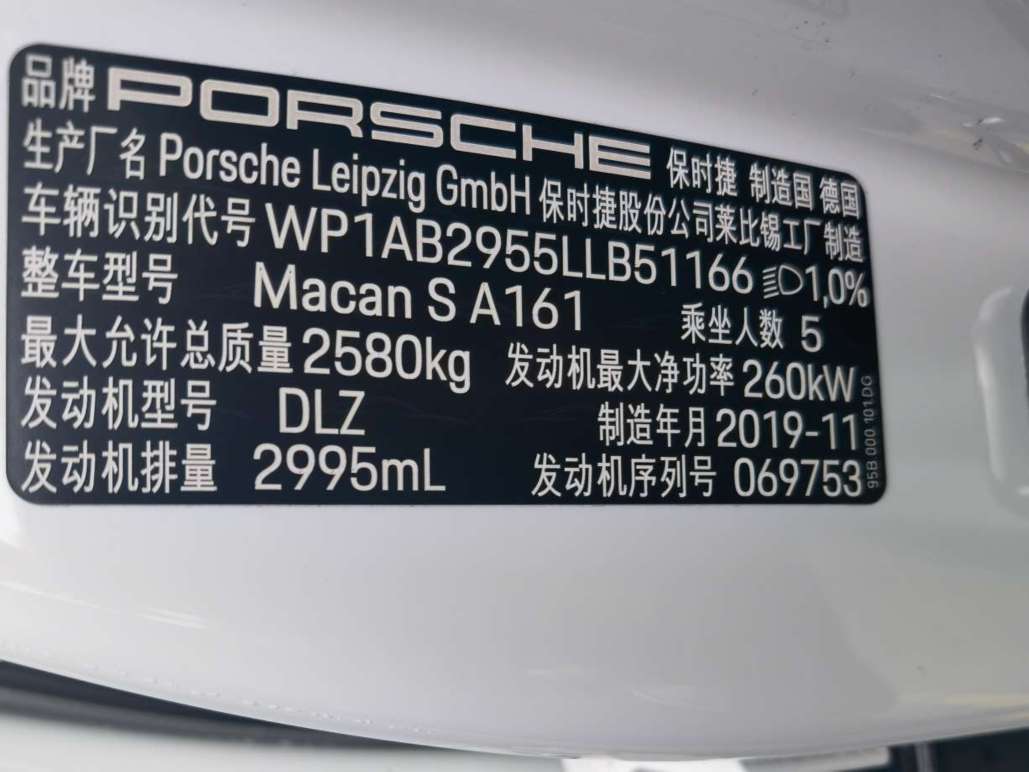 品牌 PORSCHE 保时捷 制造国 德国
生产厂名 Porsche Leipzig GmbH 保时捷股份公司莱比锡工厂制造
车辆识别代号 WP1AB2955LLB51166 1,0%
整车型号 Macan S A161 乘坐人数 5
最大允许总质量 2580kg 发动机最大净功率 260kW
发动机型号 DLZ 制造年月 2019-11
发动机排量 2995mL 发动机序列号 069753
95B 000 101 DG